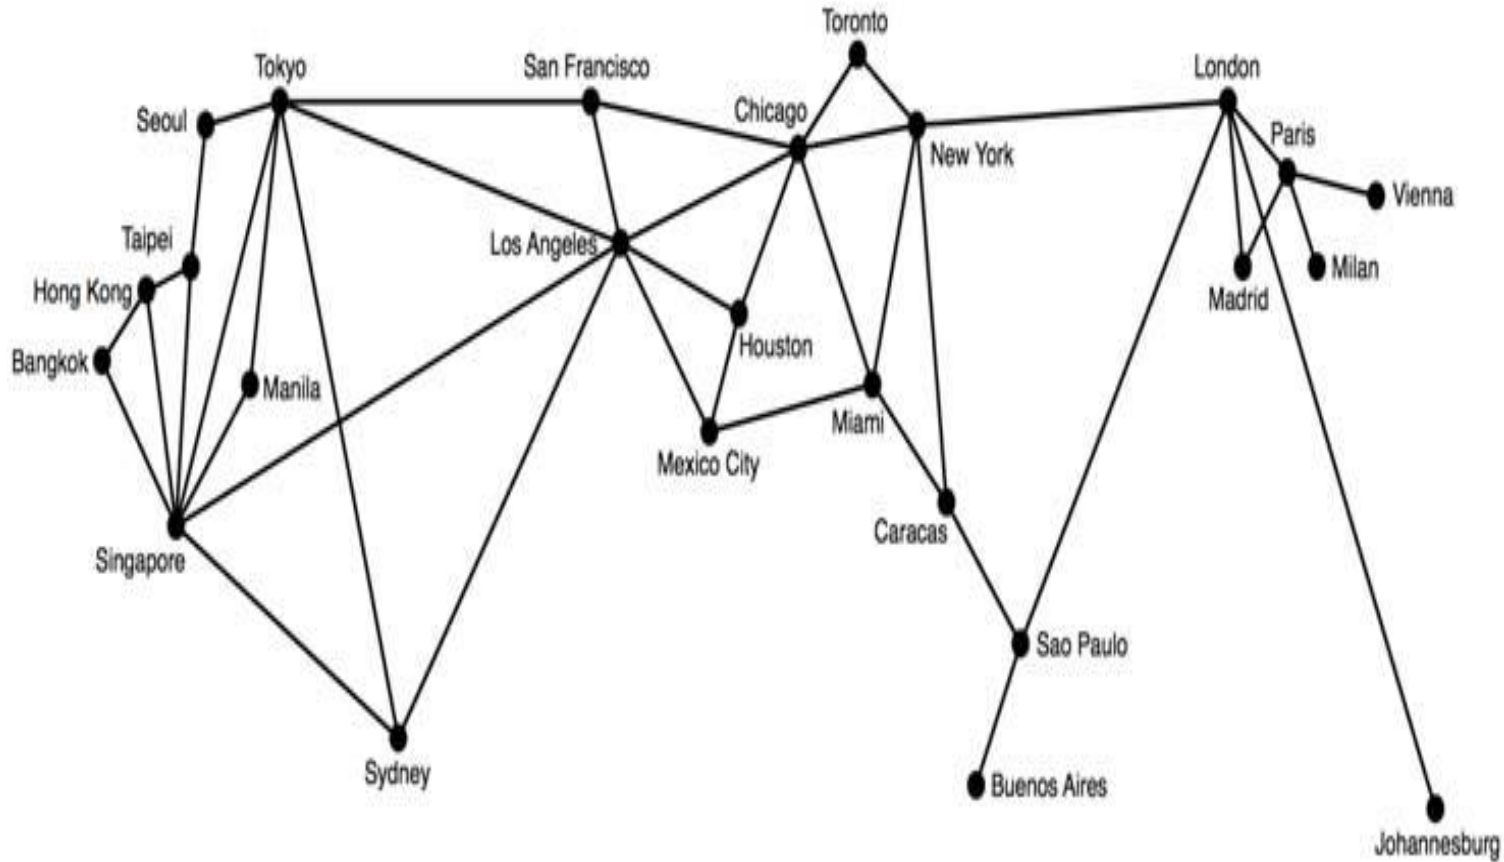 Toronto
Tokyo
San Francisco
London
Seoul
Chicago
Paris
New York
Vienna
Taipei
Los Angeles
Hong Kong
Milan
Madrid
Houston
Bangkok
Manila
Miami
Mexico City
Caracas
Singapore
Sao Paulo
Sydney
Buenos Aires
Johannesburg